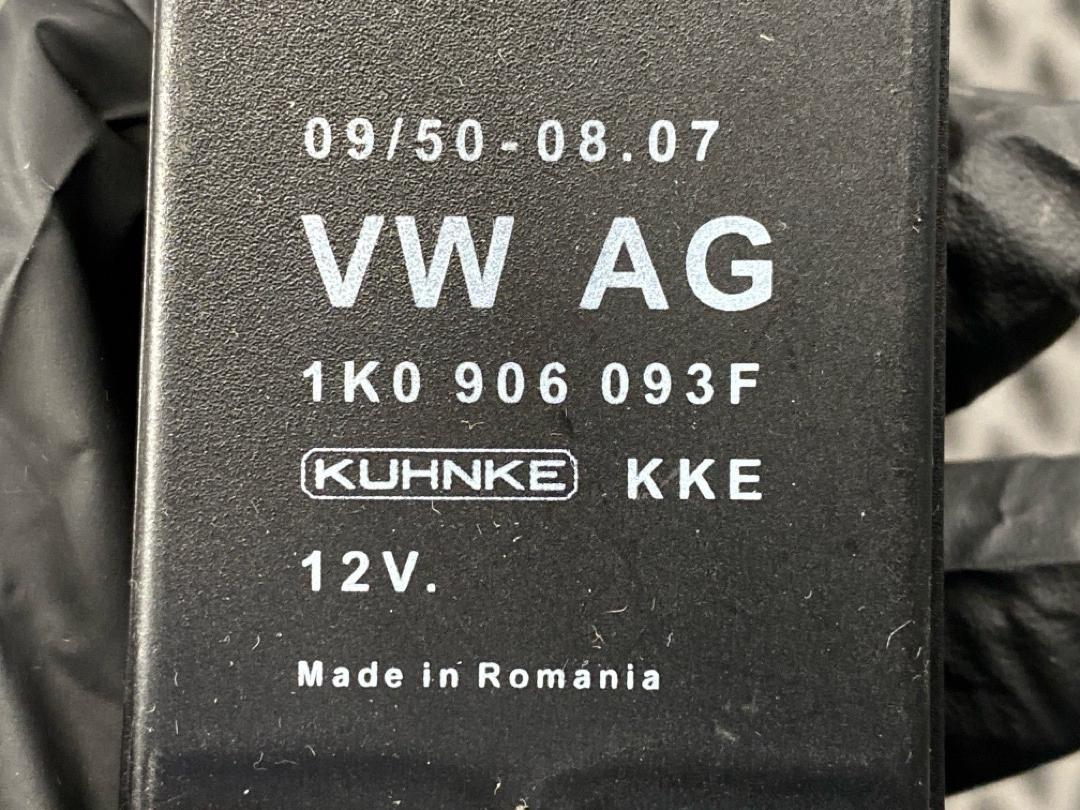 09/50-08.07
VW AG
1K0 906 093F
KUHNKE KKE
12V.
Made in Romania